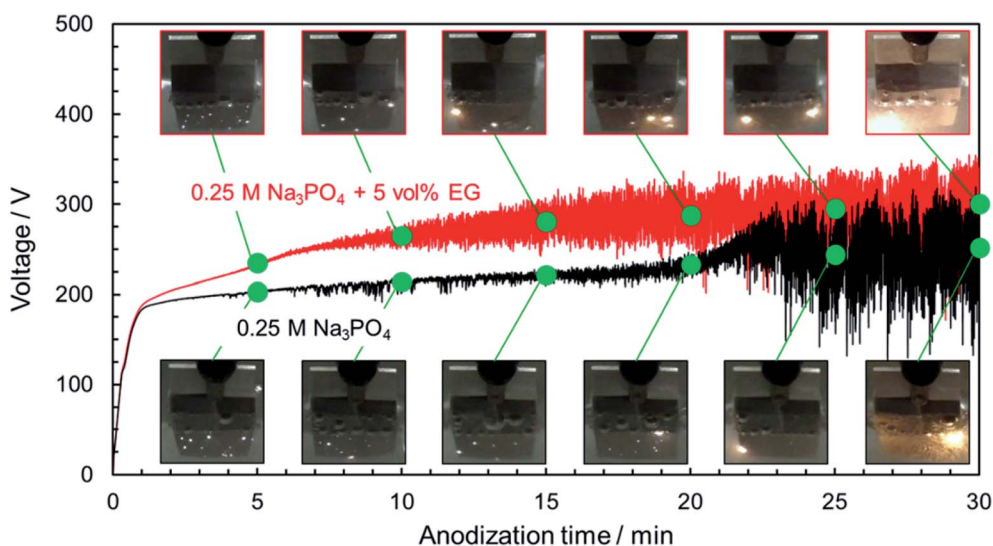 500
400
300
200
100
0
Voltage / V
0.25 M Na₃PO₄ + 5 vol% EG
0.25 M Na₃PO₄
0 5 10 15 20 25 30
Anodization time / min